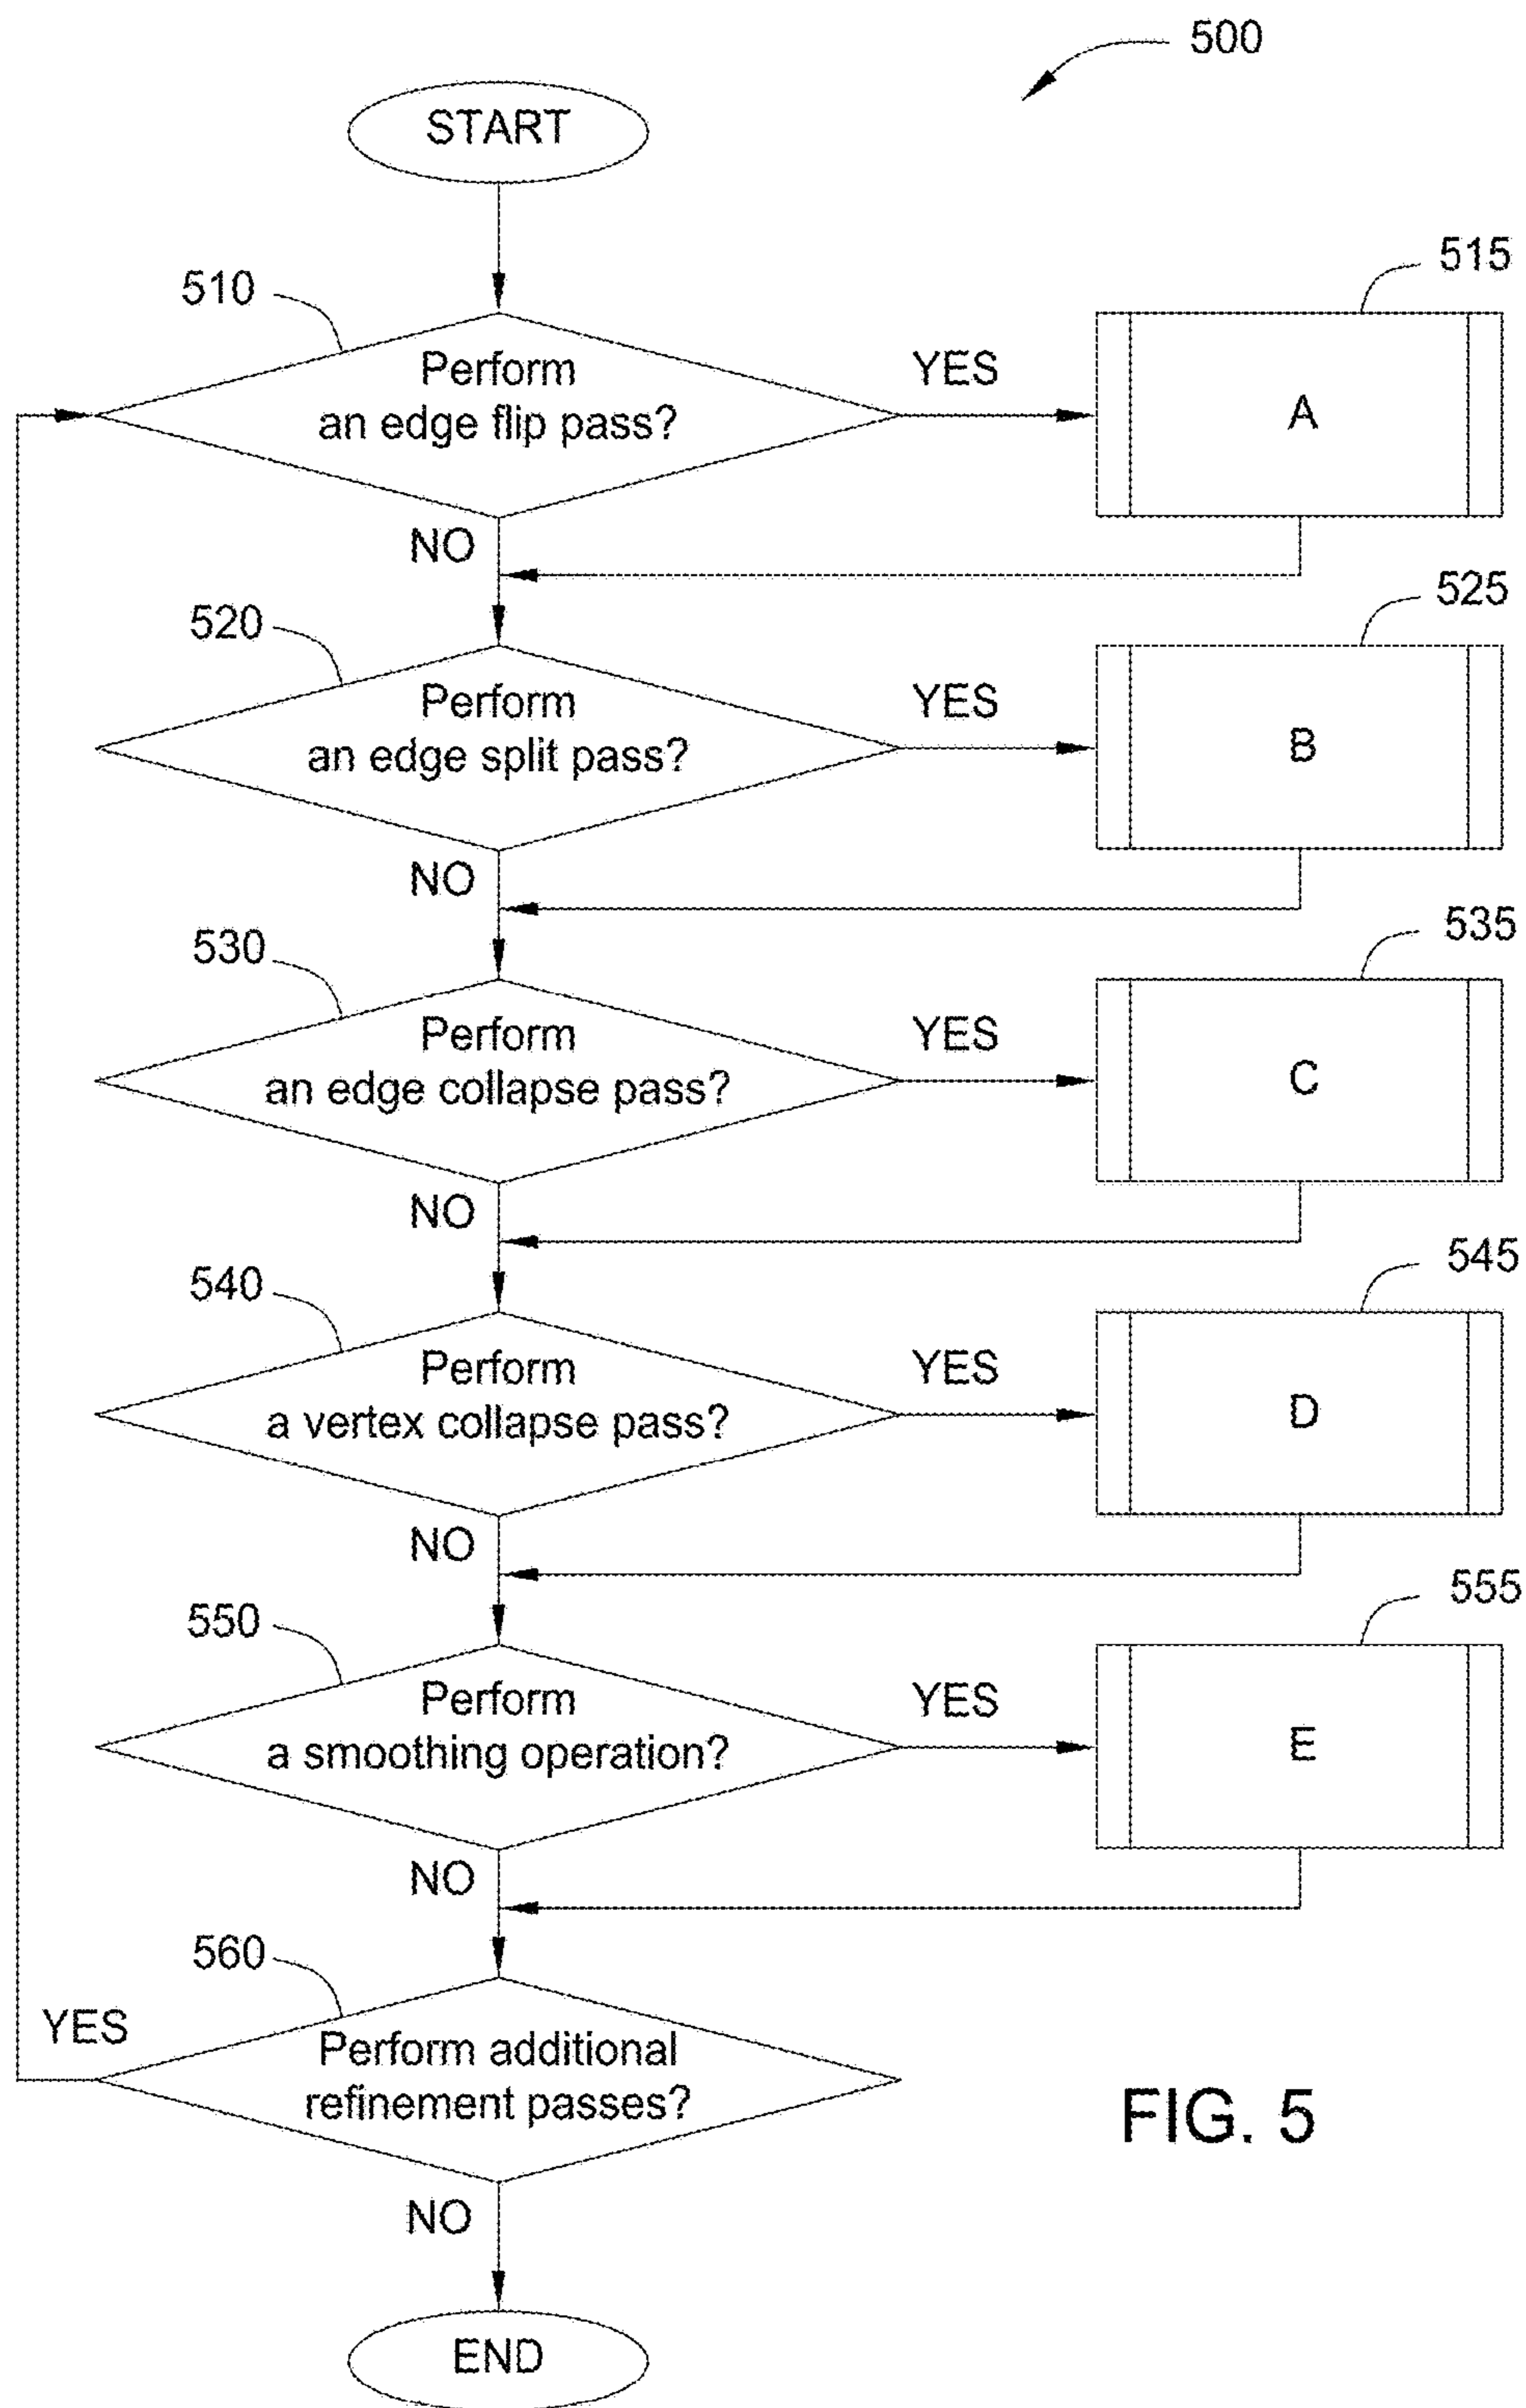 500
START
510
515
Perform
an edge flip pass?
YES
A
NO
520
525
Perform
an edge split pass?
YES
B
NO
530
535
Perform
an edge collapse pass?
YES
C
NO
540
545
Perform
a vertex collapse pass?
YES
D
NO
550
555
Perform
a smoothing operation?
YES
E
NO
560
YES
Perform additional
refinement passes?
FIG. 5
NO
END